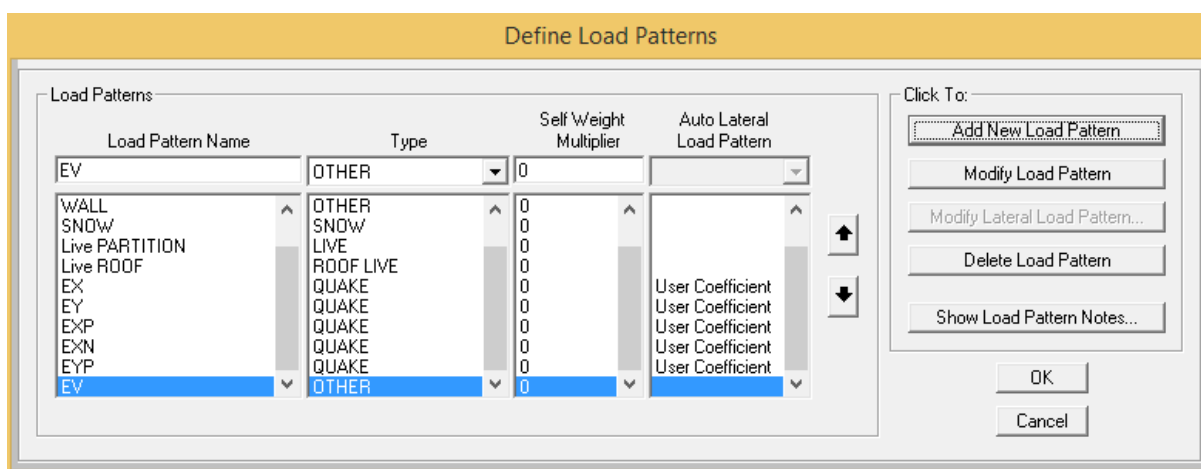 Define Load Patterns
Load Patterns
Click To:
Load Pattern Name Type Self Weight Multiplier Auto Lateral Load Pattern
EV OTHER 0
WALL OTHER 0
SNOW SNOW 0
Live PARTITION LIVE 0
Live ROOF ROOF LIVE 0
EX QUAKE 0 User Coefficient
EY QUAKE 0 User Coefficient
EXP QUAKE 0 User Coefficient
EXN QUAKE 0 User Coefficient
EYP QUAKE 0 User Coefficient
EV OTHER 0
Add New Load Pattern
Modify Load Pattern
Modify Lateral Load Pattern...
Delete Load Pattern
Show Load Pattern Notes...
OK
Cancel